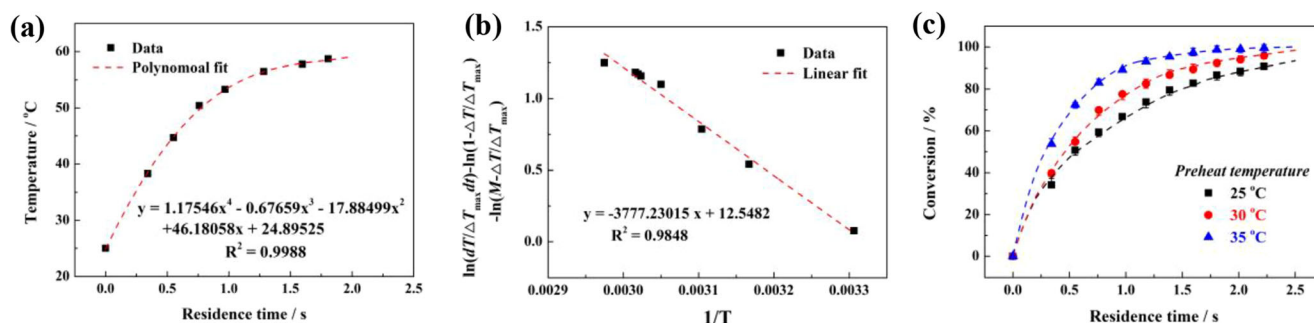 (a)
60
50
40
30
20
Temperature / °C
Data
Polynomoal fit
y = 1.17546x⁴ - 0.67659x³ - 17.88499x²
+46.18058x + 24.89525
R² = 0.9988
0.0 0.5 1.0 1.5 2.0 2.5
Residence time / s
(b)
1.5
1.0
0.5
0.0
ln(dT/△Tmax dt)-ln(1-△T/△Tmax)
-ln(M-△T/△Tmax)
Data
Linear fit
y = -3777.23015 x + 12.5482
R² = 0.9848
0.0029 0.0030 0.0031 0.0032 0.0033
1/T
(c)
100
80
60
40
20
0
Conversion / %
Preheat temperature
25 °C
30 °C
35 °C
0.0 0.5 1.0 1.5 2.0 2.5
Residence time / s